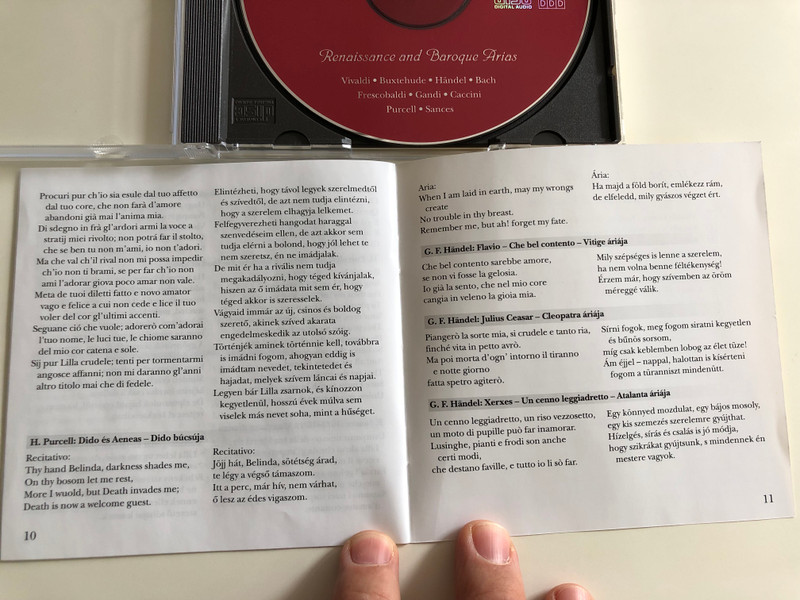 DIGITAL AUDIO
DDD
Renaissance and Baroque Arias
Vivaldi • Buxtehude • Händel • Bach
Frescobaldi • Gandi • Caccini
Purcell • Sances
Procuri pur ch'io sia esule dal tuo affetto
dal tuo core, che non farà d'amore
abandoni già mai l'anima mia.
Di sdegno in frà gl'ardori armi la voce a
stratij miei rivolto; non potrá far il stolto,
che se ben tu non m'ami, io non t'adori.
Ma che val ch'il rival non mi possa impedir
ch'io non ti brami, se per far ch'io non
ami l'adorar giova poco amar non vale.
Meta de tuoi diletti fatto e novo amator
vago e felice a cui non cede e lice il tuo
voler del cor gl'ultimi accenti.
Seguane ció che vuole; adorerò com'adorai
l'tuo nome, le luci tue, le chiome saranno
del mio cor catena e sole.
Sij pur Lilla crudele; tenti per tormentarmi
angosce affanni; non mi daranno gl'anni
altro titolo mai che di fedele.
H. Purcell: Dido és Aeneas – Dido búcsúja
Recitativo:
Thy hand Belinda, darkness shades me,
On thy bosom let me rest,
More I wuold, but Death invades me;
Death is now a welcome guest.
10
Elintézheti, hogy távol legyek szerelmedtől
és szívedtől, de azt nem tudja elintézni,
hogy a szerelem elhagyja lelkemet.
Felfegyverezheti hangodat haraggal
szenvedéseim ellen, de azt akkor sem
tudja elérni a bolond, hogy jól lehet te
nem szeretsz, én ne imádjalak.
De mit ér ha a rivális nem tudja
megakadályozni, hogy téged kívánjalak,
hiszen az ő imádata mit sem ér, hogy
téged akkor is szeresselek.
Vágyaid immár az új, csinos és boldog
szerető, akinek szíved akarata
engedelmeskedik az utolsó szóig.
Történjék aminek történnie kell, továbbra
is imádni fogom, ahogyan eddig is
imádtam nevedet, tekintetedet és
hajadat, melyek szívem láncai és napjai.
Legyen bár Lilla zsarnok, és kínozzon
kegyetlenül, hosszú évek múlva sem
viselek más nevet soha, mint a hűséget.
Recitativo:
Jöjj hát, Belinda, sötétség árad,
te légy a végső támaszom.
Itt a perc, már hív, nem várhat,
ő lesz az édes vigaszom.
Aria:
When I am laid in earth, may my wrongs
create
No trouble in thy breast.
Remember me, but ah! forget my fate.
Ária:
Ha majd a föld borít, emlékezz rám,
de elfeledd, mily gyászos végzet ért.
G. F. Händel: Flavio – Che bel contento – Vitige áriája
Che bel contento sarebbe amore,
se non vi fosse la gelosia.
Io già la sento, che nel mio core
cangia in veleno la gioia mia.
Mily szépséges is lenne a szerelem,
ha nem volna benne féltékenység!
Érzem már, hogy szívemben az öröm
méreggé válik.
G. F. Händel: Julius Ceasar – Cleopatra áriája
Piangerò la sorte mia, sì crudele e tanto ria,
finché vita in petto avrò.
Ma poi morta d'ogn' intorno il tiranno
e notte giorno
fatta spetro agiterò.
Sírni fogok, meg fogom siratni kegyetlen
és bűnös sorsom,
míg csak keblemben lobog az élet tüze!
Ám éjjel – nappal, halottan is kísérteni
fogom a türanniszt mindenütt.
G. F. Händel: Xerxes – Un cenno leggiadretto – Atalanta áriája
Un cenno leggiadretto, un riso vezzosetto,
un moto di pupille può far inamorar.
Lusinghe, pianti e frodi son anche
certi modi,
che destano faville, e tutto io li sò far.
Egy könnyed mozdulat, egy bájos mosoly,
egy kis szemezés szerelemre gyújthat.
Hízelgés, sírás és csalás is jó módja,
hogy szikrákat gyújtsunk, s mindennek én
mestere vagyok.
11